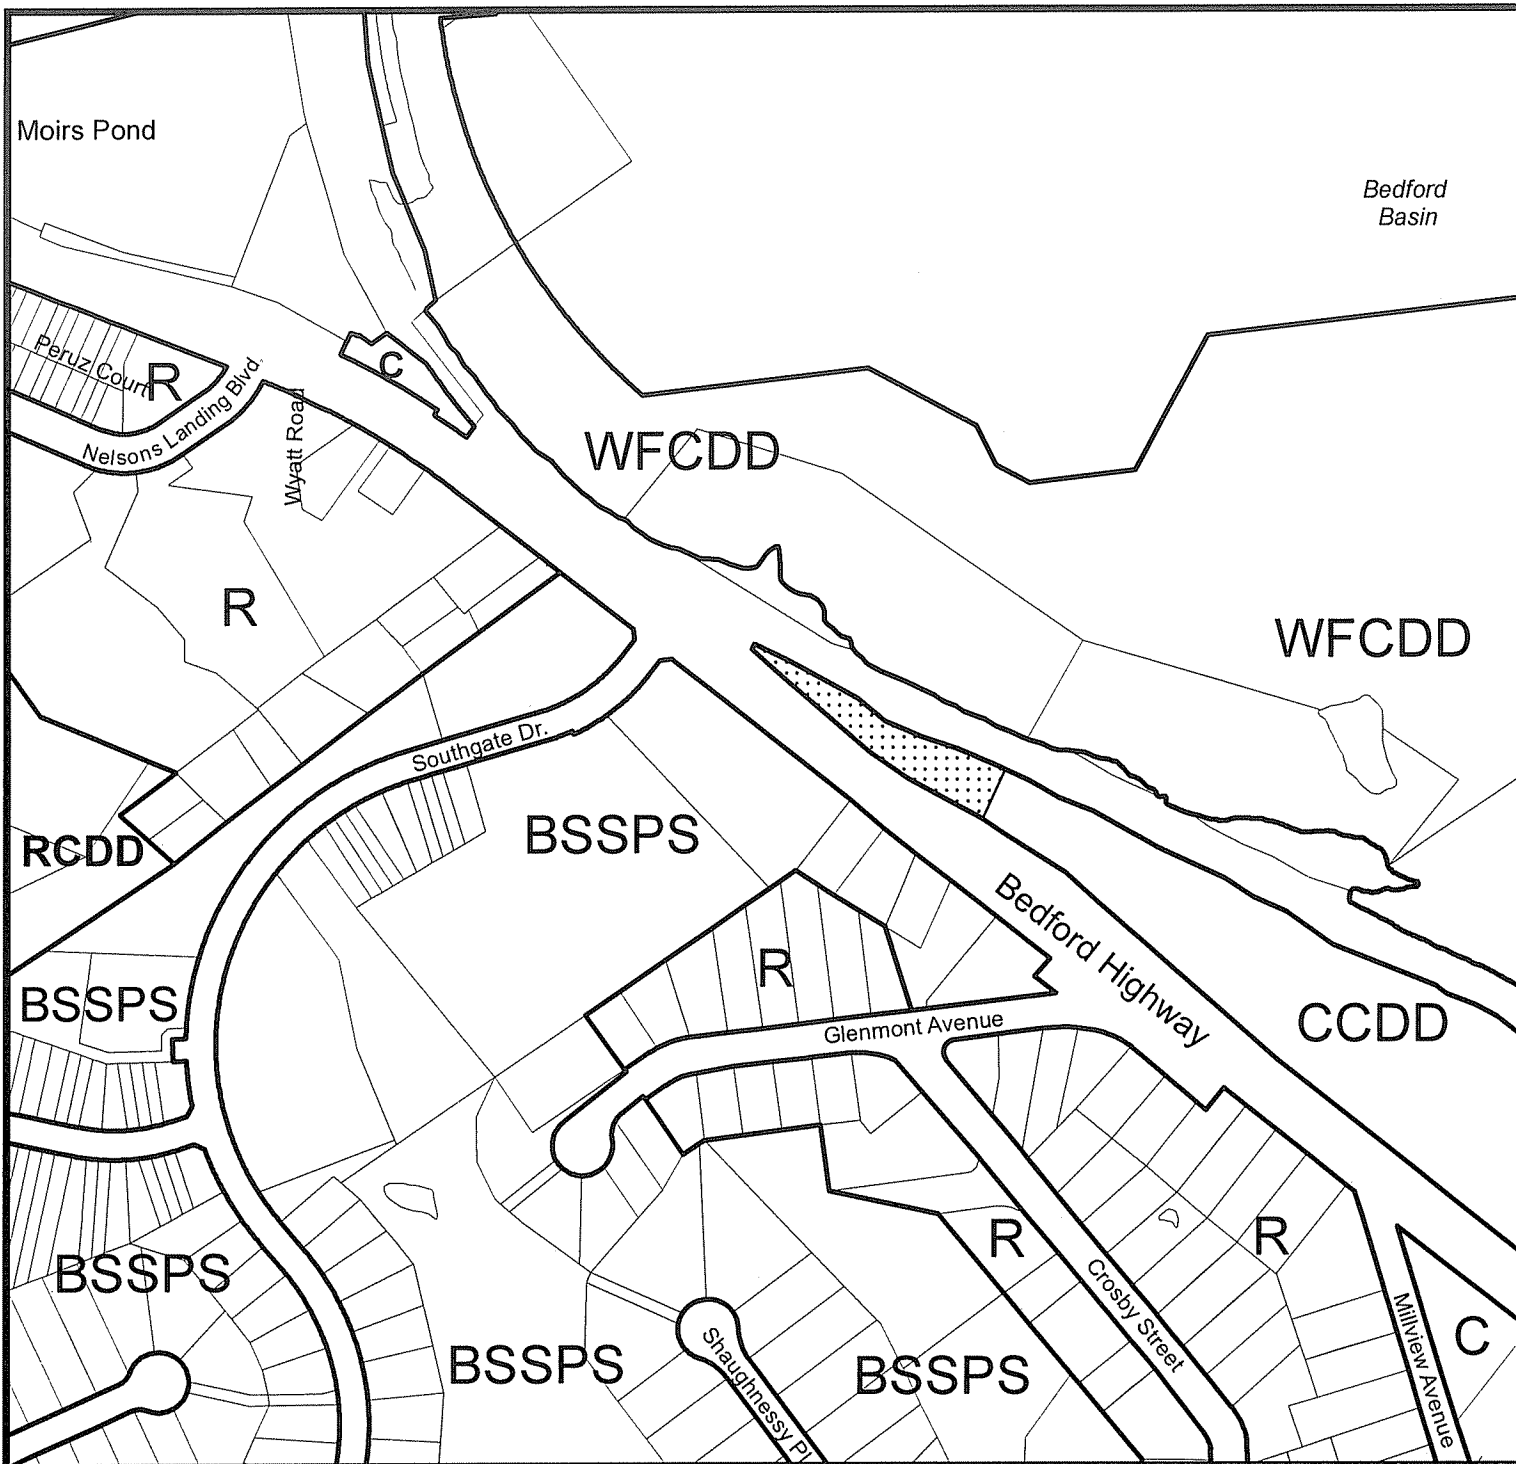 Moirs Pond
Bedford
Basin
Peruz Court
R
C
Nelsons Landing Blvd.
Wyatt Road
WFCDD
R
WFCDD
Southgate Dr.
BSSPS
RCDD
Bedford Highway
R
BSSPS
Glenmont Avenue
CCDD
R
R
BSSPS
Crosby Street
Millview Avenue
C
BSSPS
Shaughnessy Pl
BSSPS